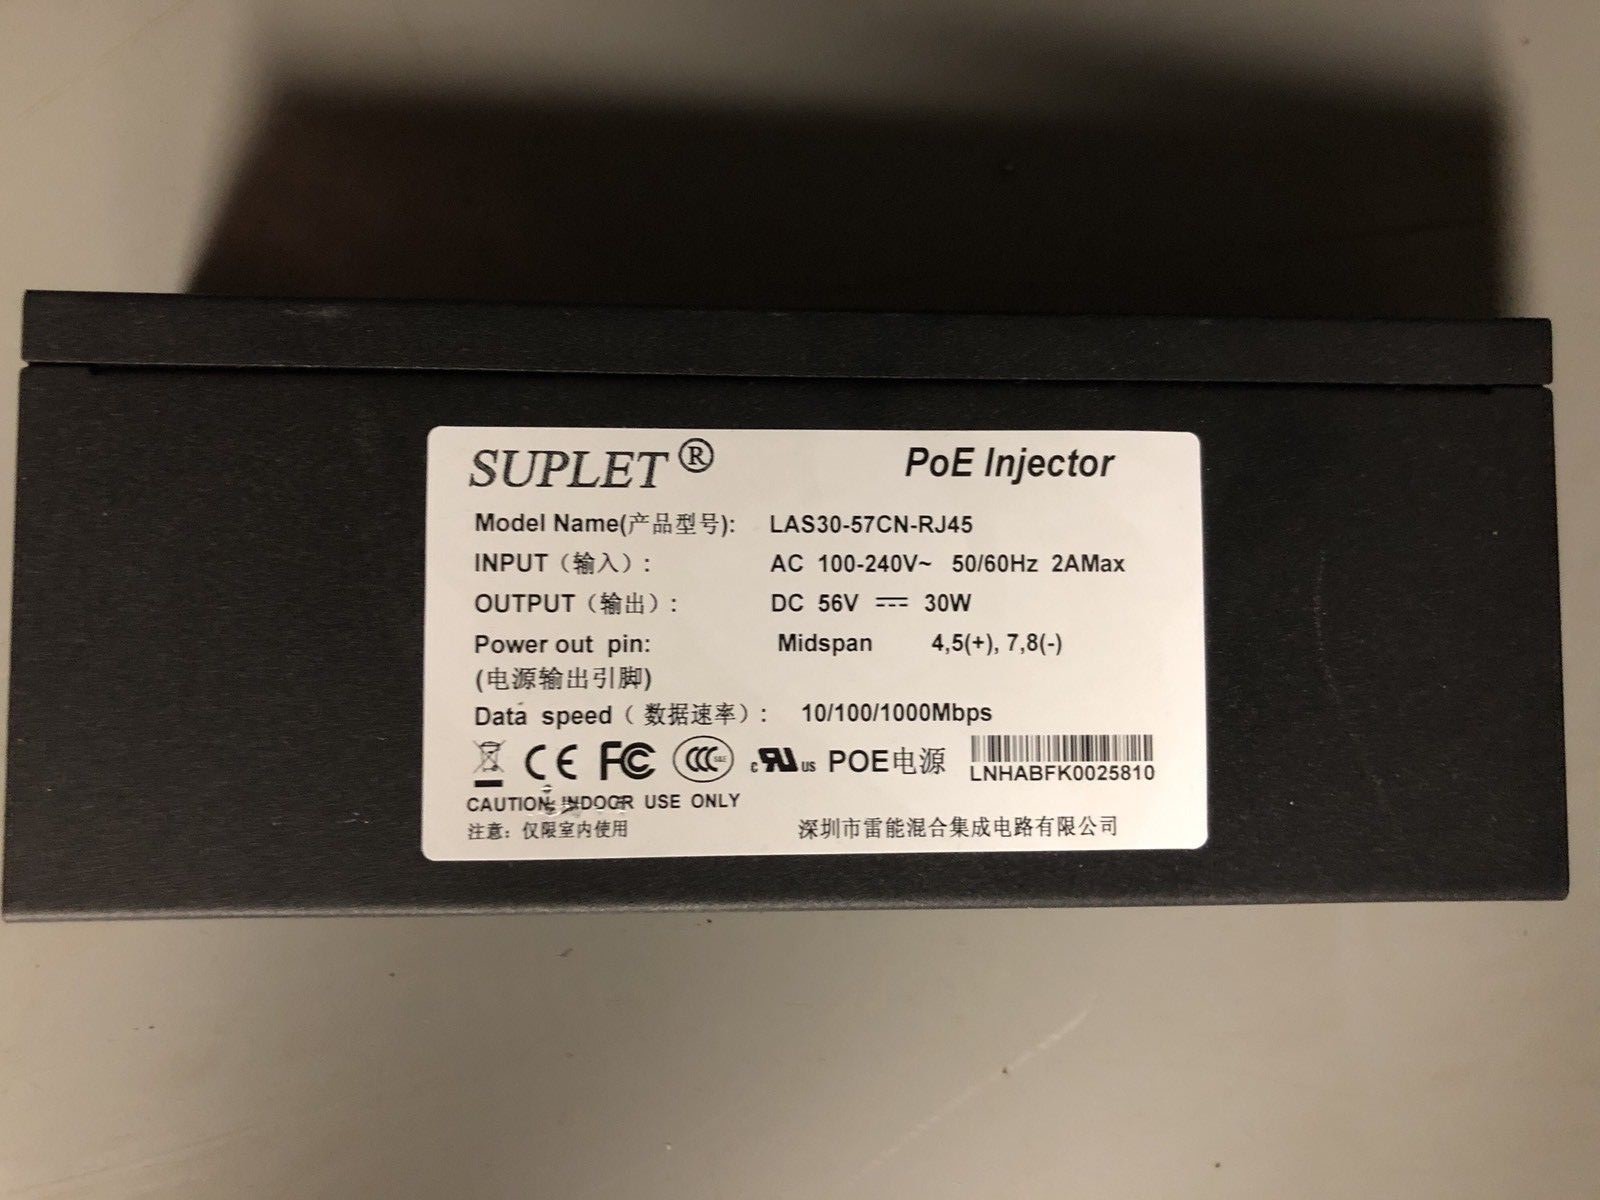 SUPLET ® PoE Injector
Model Name(产品型号): LAS30-57CN-RJ45
INPUT（输入）: AC 100-240V~ 50/60Hz 2AMax
OUTPUT（输出）: DC 56V ⎓ 30W
Power out pin: Midspan 4,5(+), 7,8(-)
(电源输出引脚)
Data speed（数据速率）: 10/100/1000Mbps
CE FC CCC S&E c RU us POE电源 LNHABFK0025810
CAUTION: INDOOR USE ONLY
注意：仅限室内使用 深圳市雷能混合集成电路有限公司